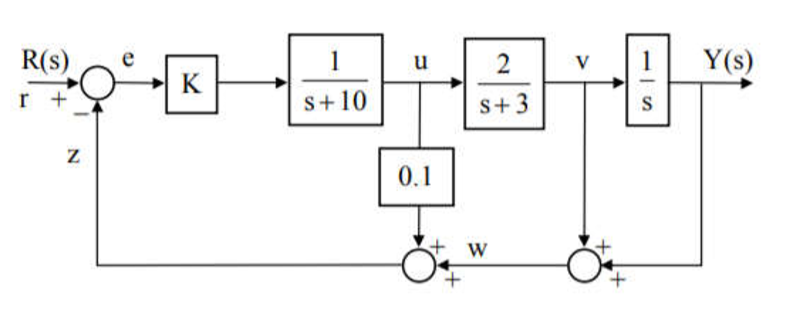 R(s) e 1 u 2 v 1 Y(s)
K
r + s+10 s+3 s
−
z
0.1
+ w +
+ +